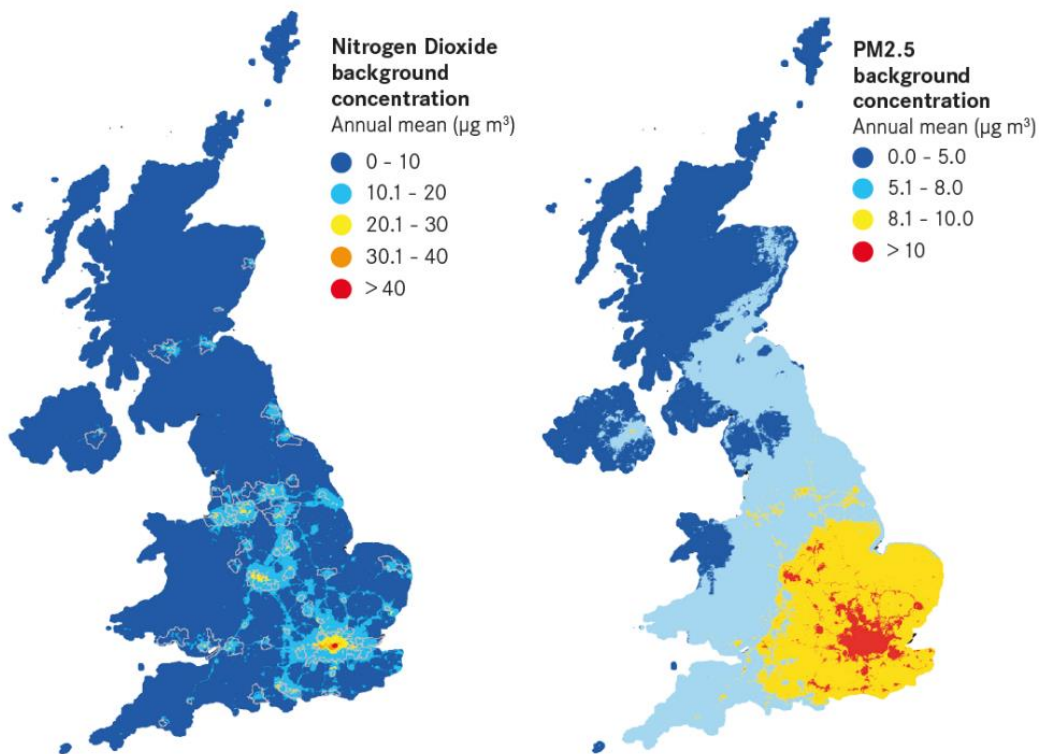 Nitrogen Dioxide
background
concentration
Annual mean (µg m³)
0 - 10
10.1 - 20
20.1 - 30
30.1 - 40
> 40
PM2.5
background
concentration
Annual mean (µg m³)
0.0 - 5.0
5.1 - 8.0
8.1 - 10.0
> 10